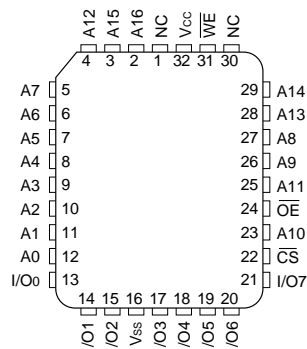 A12 A15 A16 NC Vcc W̅E̅ NC
4 3 2 1 32 31 30
A7 5 29 A14
A6 6 28 A13
A5 7 27 A8
A4 8 26 A9
A3 9 25 A11
A2 10 24 O̅E̅
A1 11 23 A10
A0 12 22 C̅S̅
I/O0 13 21 I/O7
14 15 16 17 18 19 20
/O1 /O2 Vss /O3 /O4 /O5 /O6